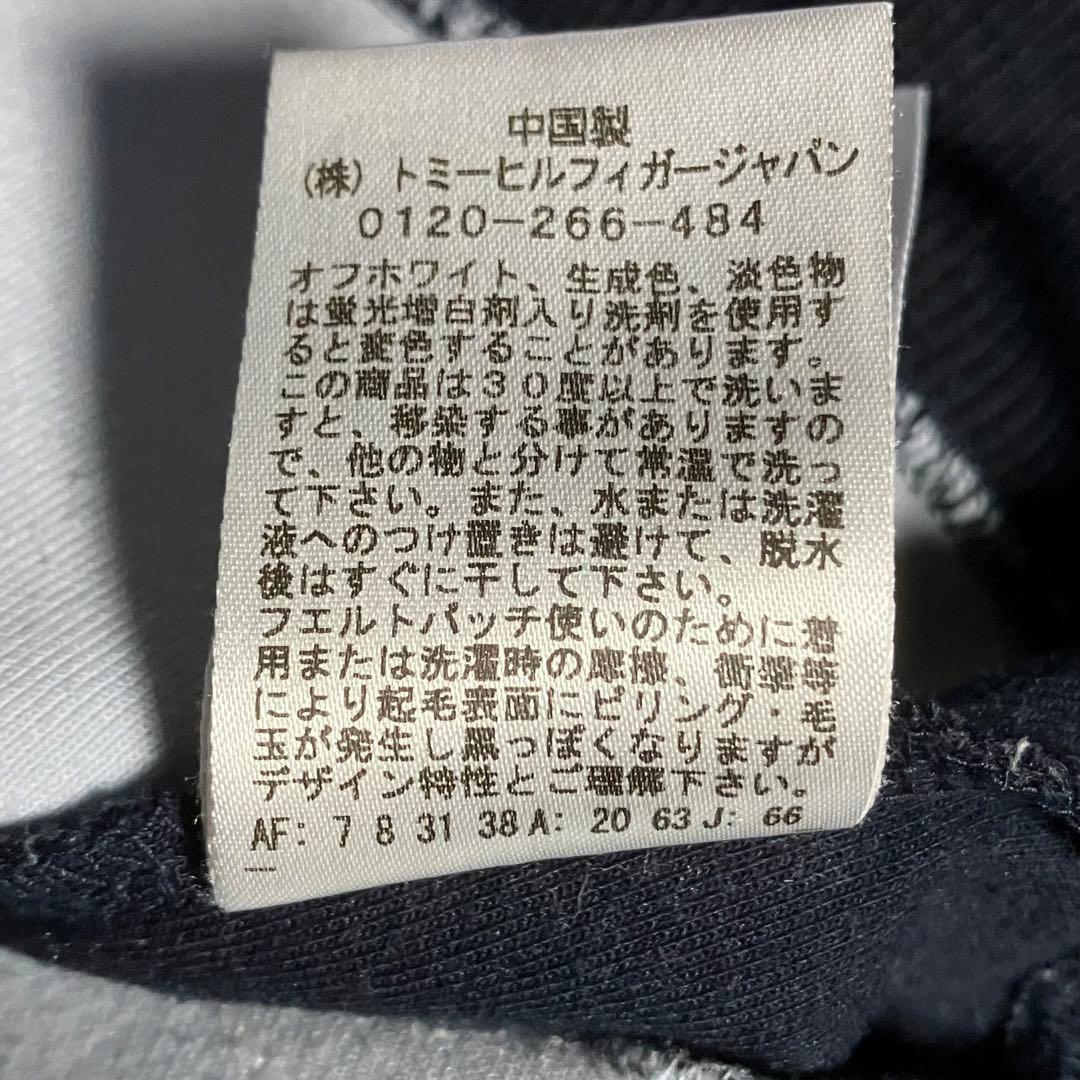 中国製
(株) トミーヒルフィガージャパン
0120-266-484
オフホワイト、生成色、淡色物
は蛍光増白剤入り洗剤を使用す
ると変色することがあります。
この商品は30度以上で洗いま
すと、移染する事がありますの
で、他の物と分けて常温で洗っ
て下さい。また、水または洗濯
液へのつけ置きは避けて、脱水
後はすぐに干して下さい。
フエルトパッチ使いのために着
用または洗濯時の摩擦、
により起毛表面にピリング・毛
玉が発生し黒っぽくなりますが
デザイン特性とご理解下さい。
AF: 7 8 31 38 A: 20 63 J: 66